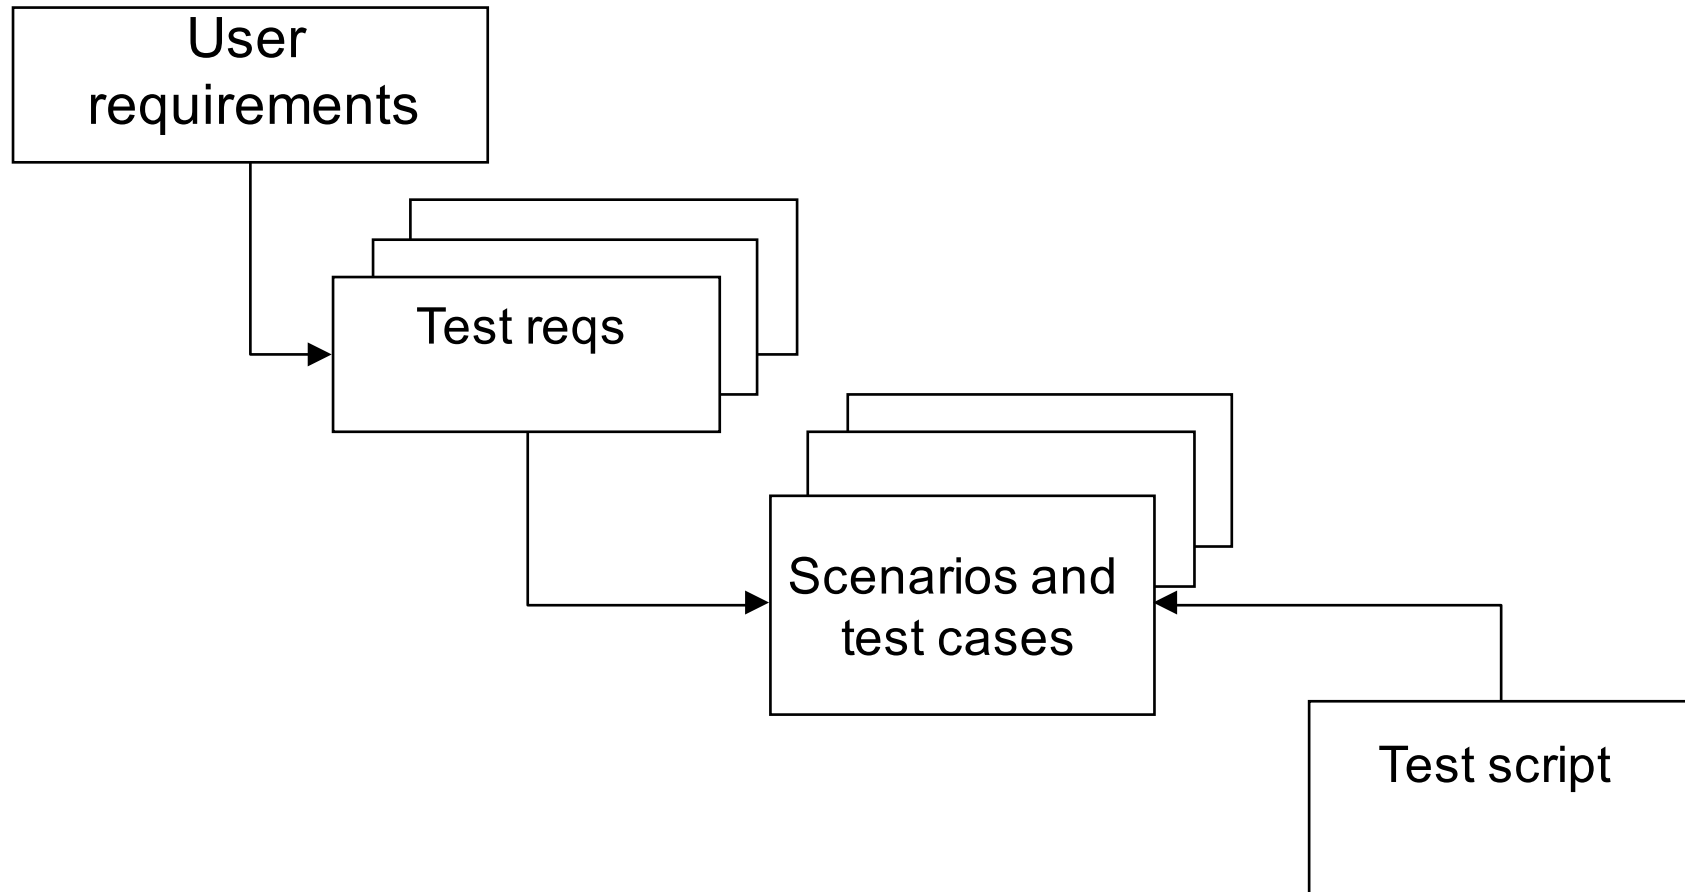 User
requirements
Test reqs
Scenarios and
test cases
Test script